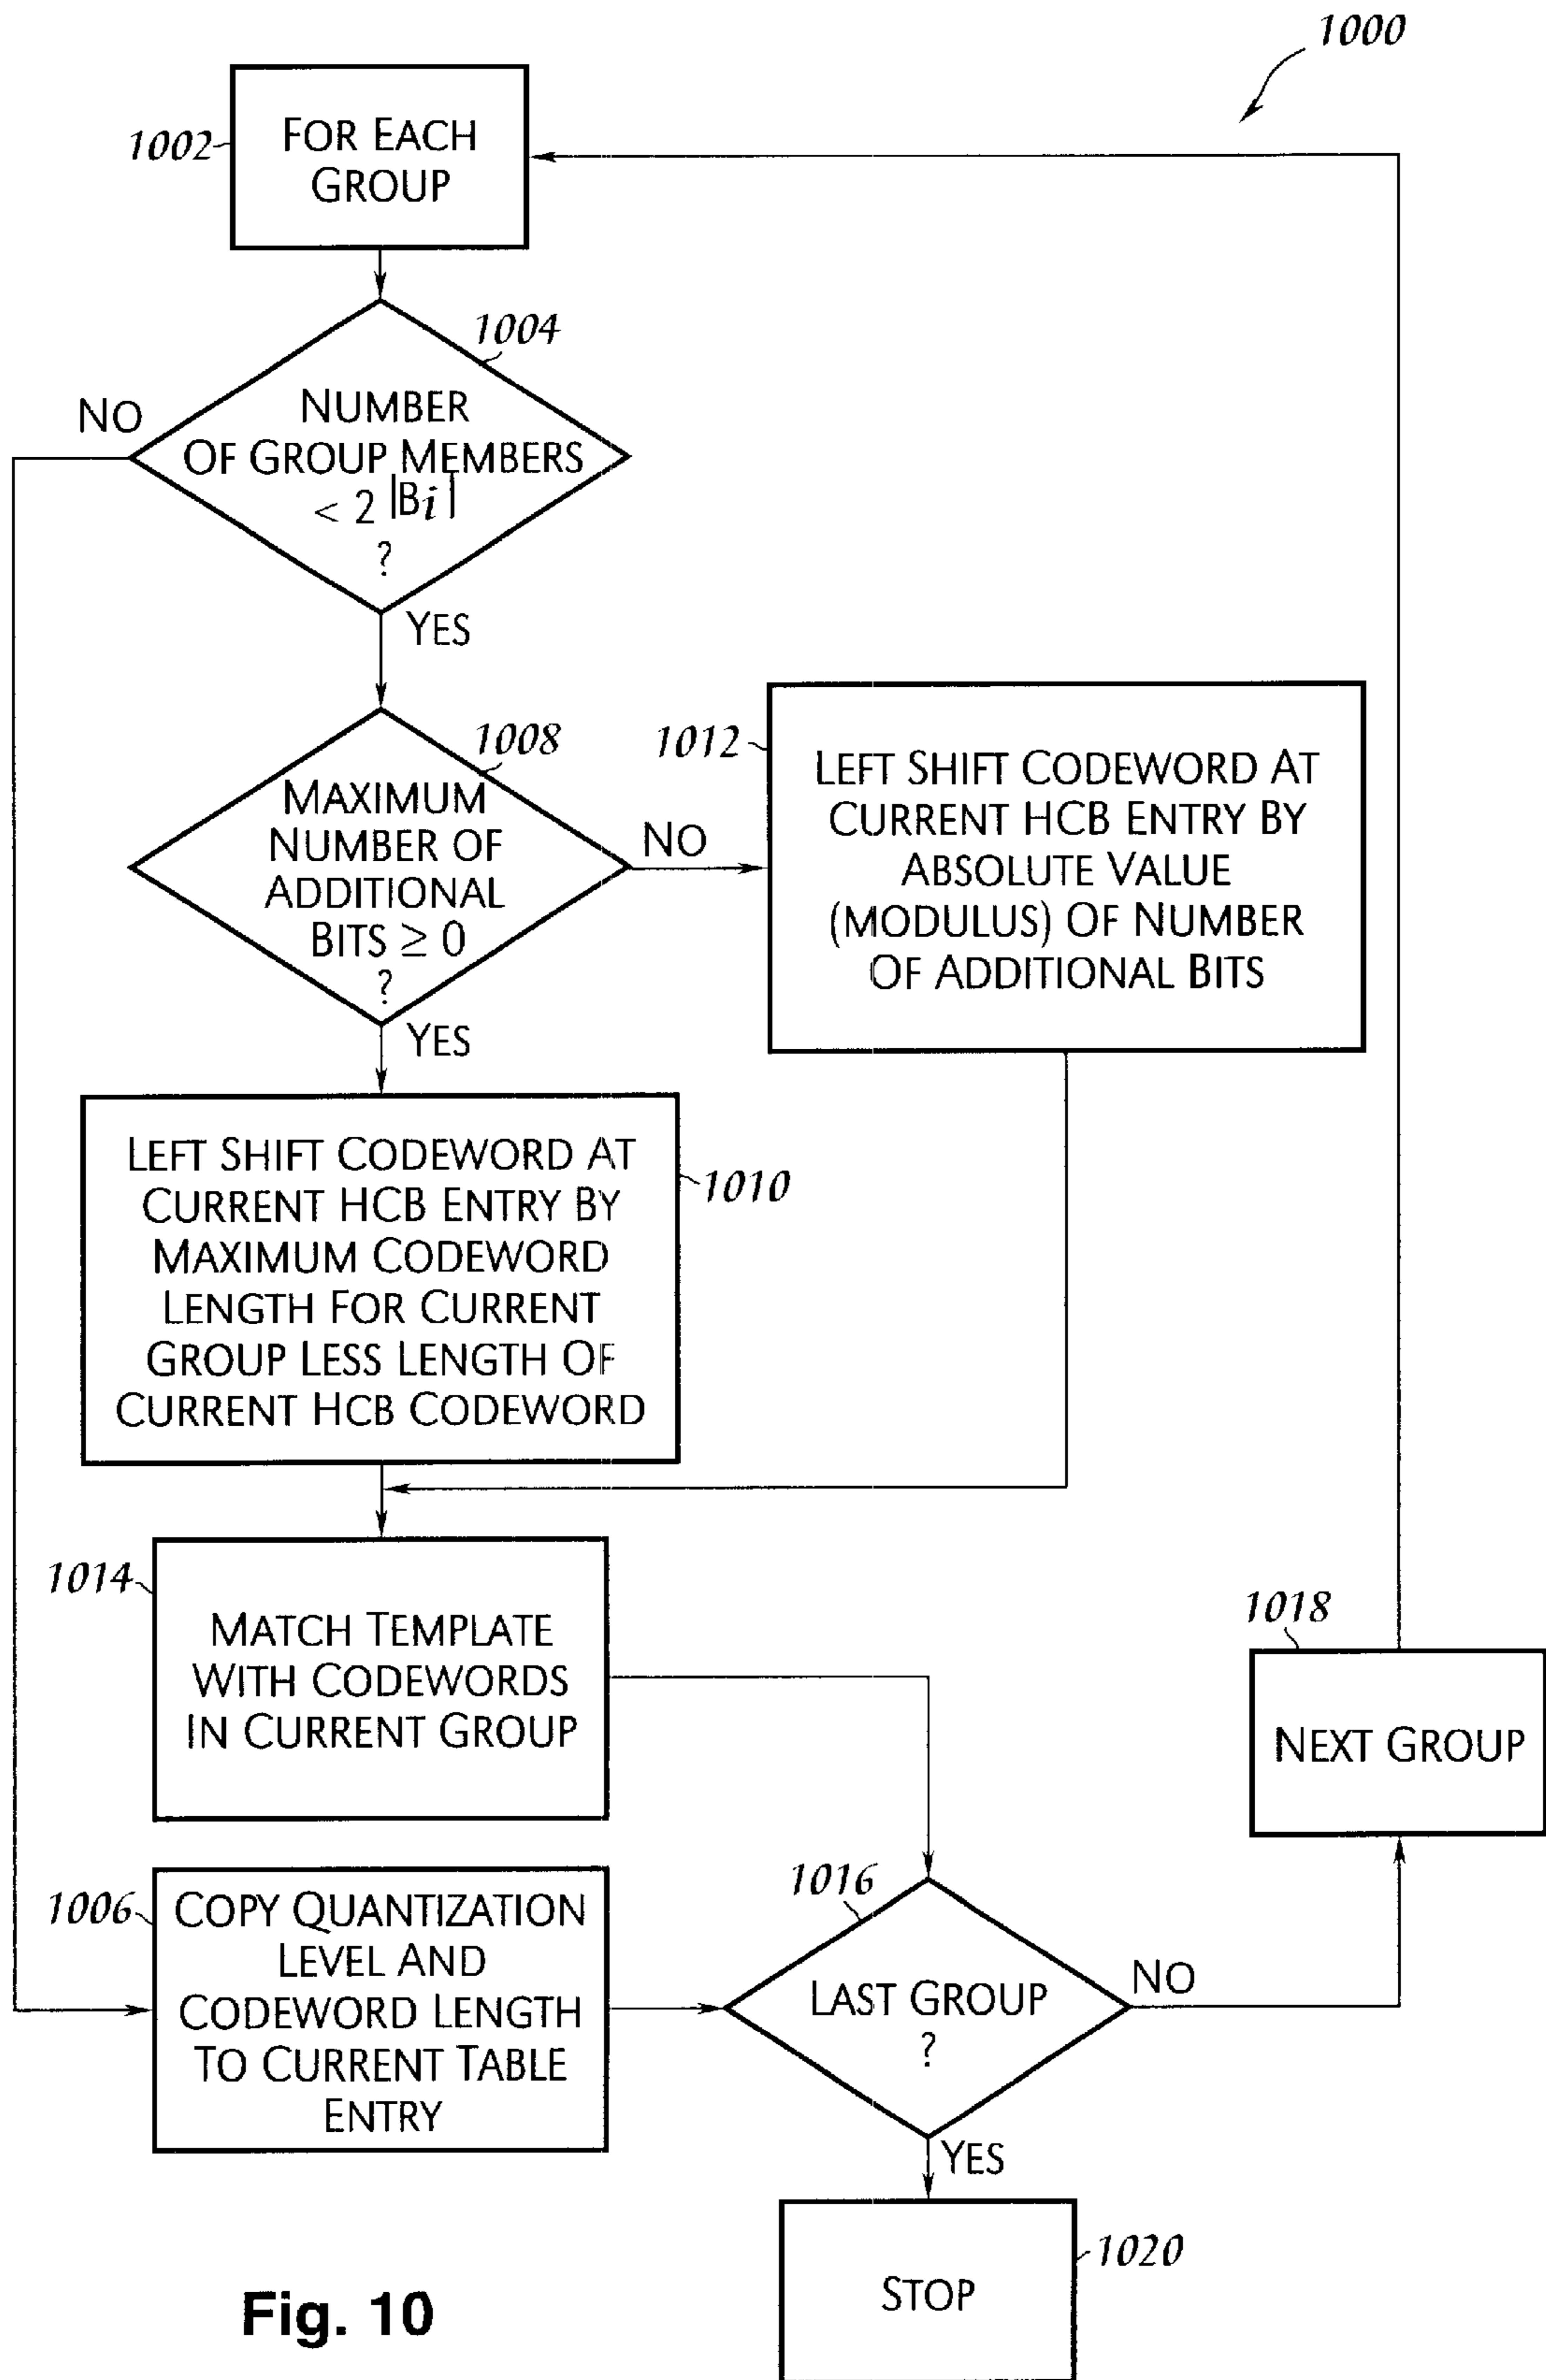 1000
1002
FOR EACH
GROUP
1004
NO
NUMBER
OF GROUP MEMBERS
< 2 |Bi|
?
YES
1008
MAXIMUM
NUMBER OF
ADDITIONAL
BITS ≥ 0
?
NO
YES
1012
LEFT SHIFT CODEWORD AT
CURRENT HCB ENTRY BY
ABSOLUTE VALUE
(MODULUS) OF NUMBER
OF ADDITIONAL BITS
LEFT SHIFT CODEWORD AT
CURRENT HCB ENTRY BY
MAXIMUM CODEWORD
LENGTH FOR CURRENT
GROUP LESS LENGTH OF
CURRENT HCB CODEWORD
1010
1014
MATCH TEMPLATE
WITH CODEWORDS
IN CURRENT GROUP
1018
NEXT GROUP
1006
COPY QUANTIZATION
LEVEL AND
CODEWORD LENGTH
TO CURRENT TABLE
ENTRY
1016
LAST GROUP
?
NO
YES
STOP
1020
Fig. 10